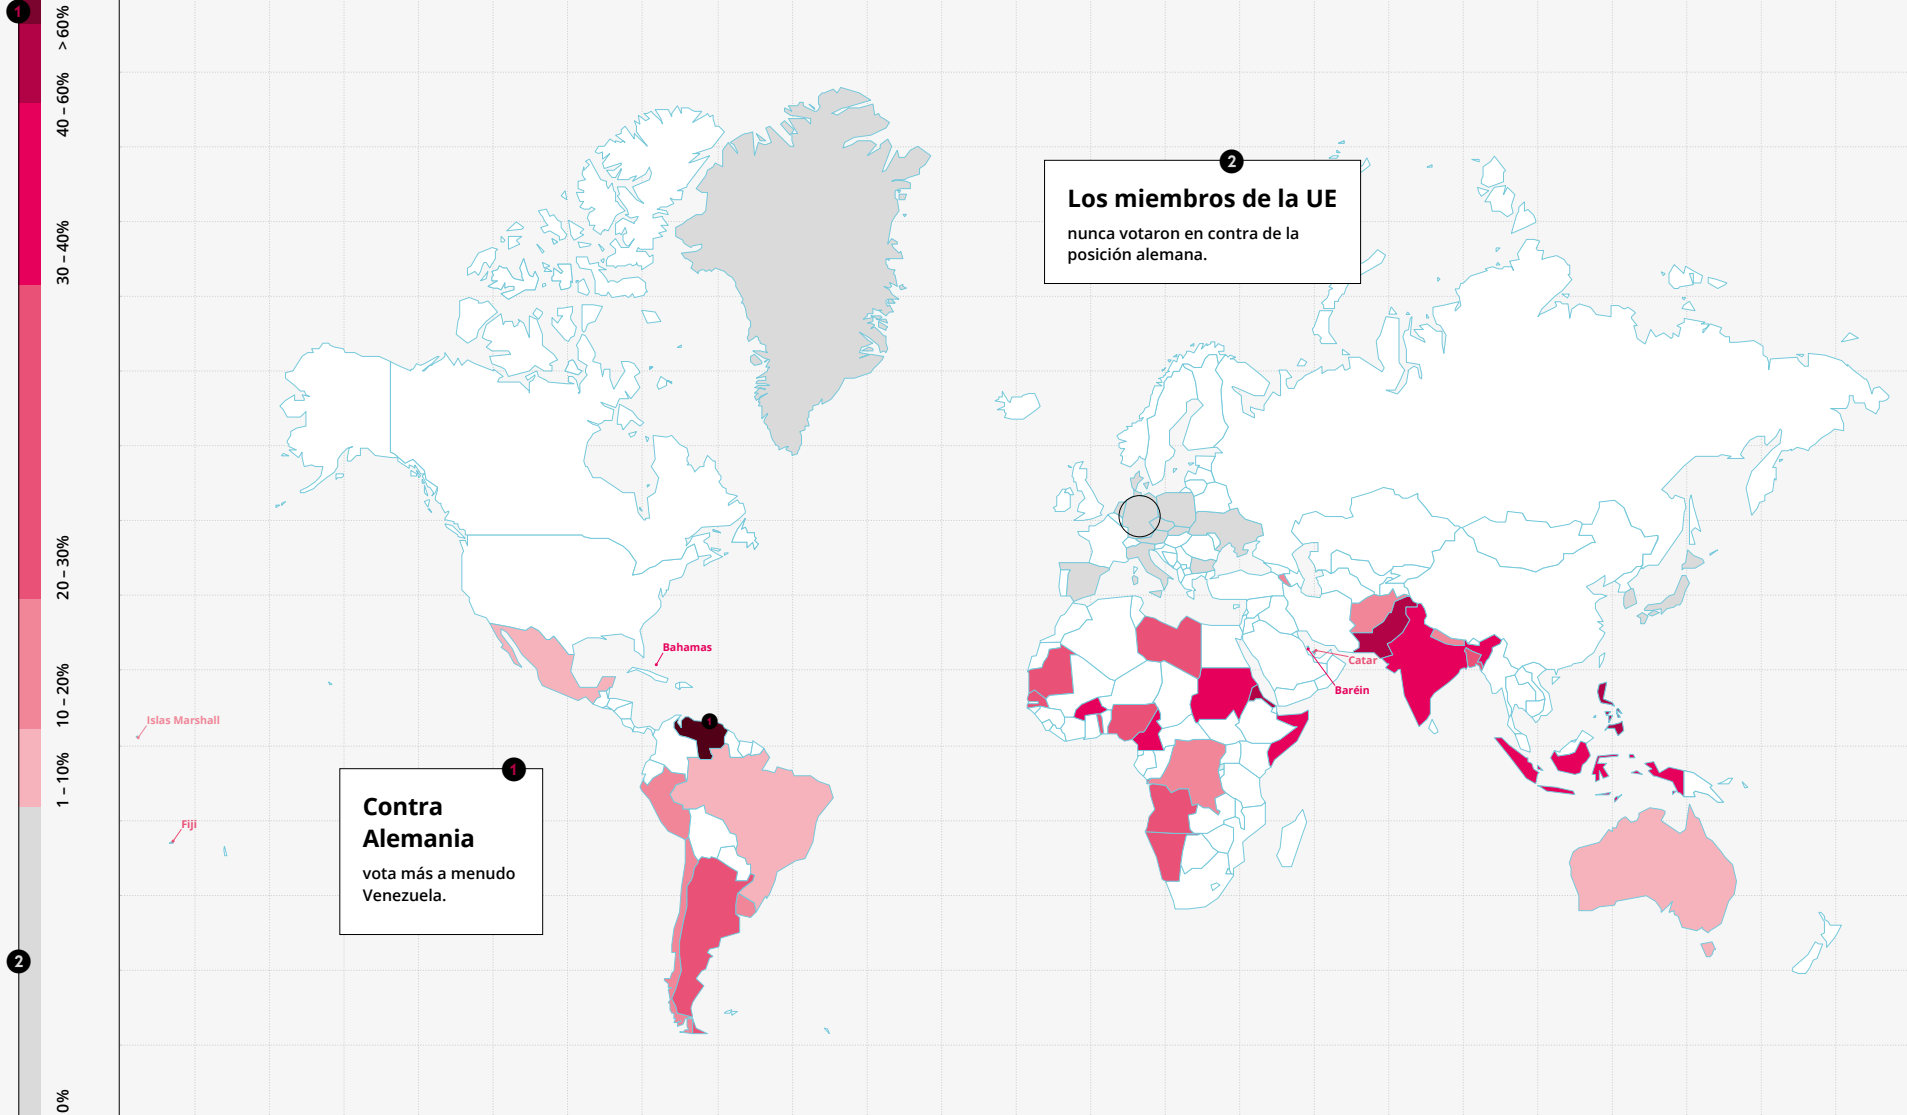 1
> 60%
40 – 60%
30 – 40%
20 – 30%
10 – 20%
1 – 10%
2
0%
2
Los miembros de la UE
nunca votaron en contra de la
posición alemana.
Bahamas
Catar
Baréin
Islas Marshall
1
Fiji
1
Contra
Alemania
vota más a menudo
Venezuela.